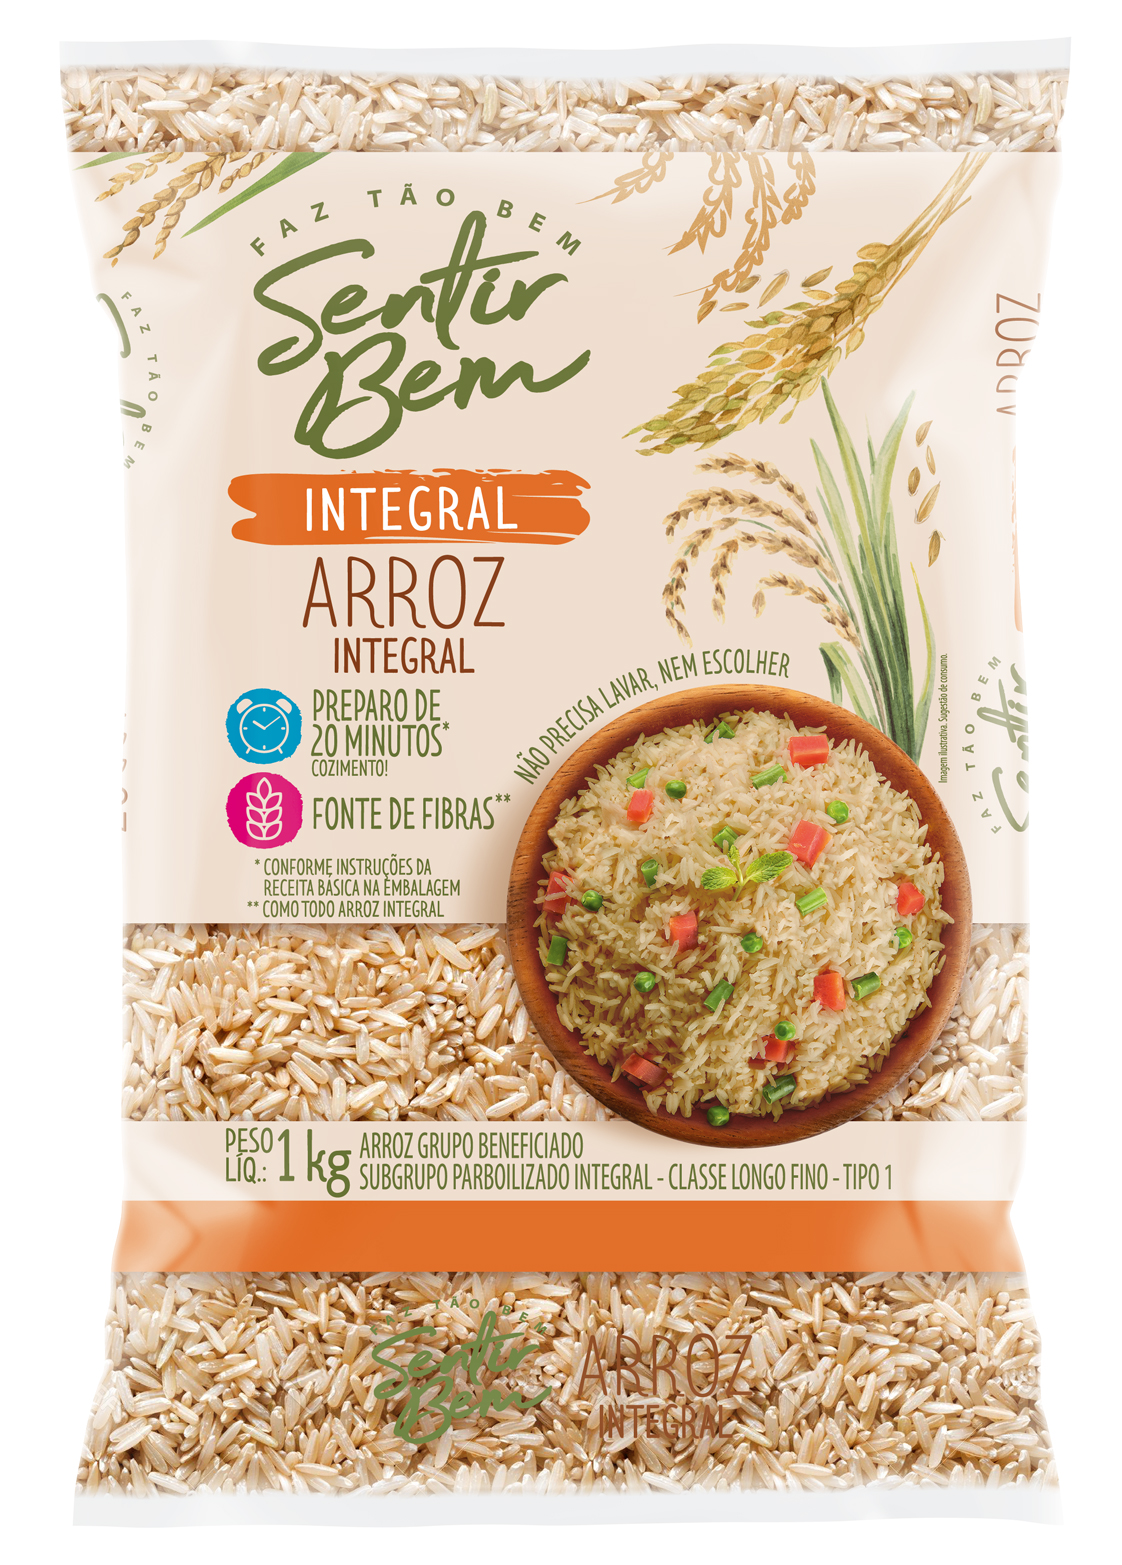 FAZ TÃO BEM
Sentir
Bem
INTEGRAL
ARROZ
INTEGRAL
PREPARO DE
20 MINUTOS*
COZIMENTO!
FONTE DE FIBRAS**
* CONFORME INSTRUÇÕES DA
RECEITA BÁSICA NA EMBALAGEM
** COMO TODO ARROZ INTEGRAL
NÃO PRECISA LAVAR, NEM ESCOLHER
Imagem ilustrativa. Sugestão de consumo.
FAZ TÃO BEM
ARROZ
FAZ TÃO BEM
Sentir
PESO
LÍQ.: 1 kg
ARROZ GRUPO BENEFICIADO
SUBGRUPO PARBOILIZADO INTEGRAL - CLASSE LONGO FINO - TIPO 1
FAZ TÃO BEM
Sentir
Bem
ARROZ
INTEGRAL